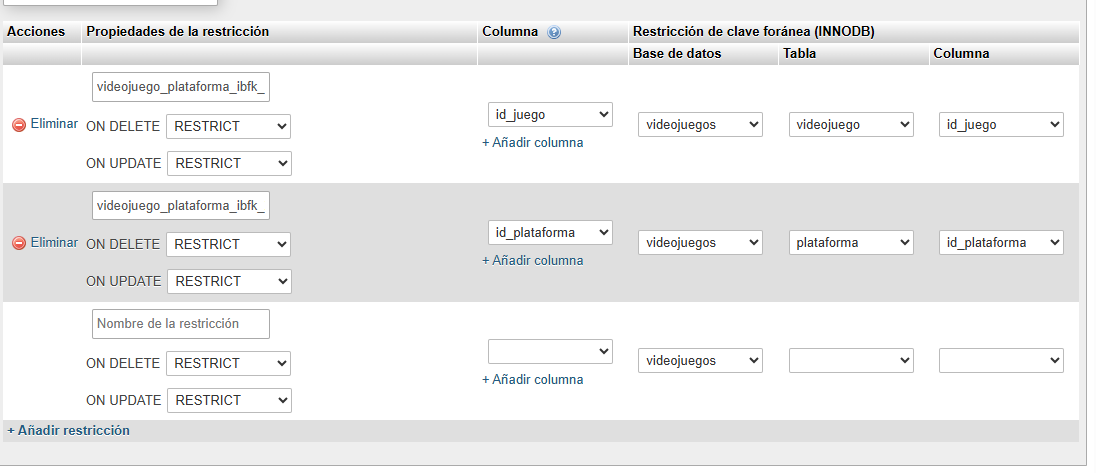 Acciones Propiedades de la restricción Columna Restricción de clave foránea (INNODB)
Base de datos Tabla Columna
videojuego_plataforma_ibfk_
Eliminar ON DELETE RESTRICT id_juego videojuegos videojuego id_juego
+ Añadir columna
ON UPDATE RESTRICT
videojuego_plataforma_ibfk_
Eliminar ON DELETE RESTRICT id_plataforma videojuegos plataforma id_plataforma
+ Añadir columna
ON UPDATE RESTRICT
Nombre de la restricción
ON DELETE RESTRICT videojuegos
+ Añadir columna
ON UPDATE RESTRICT
+ Añadir restricción